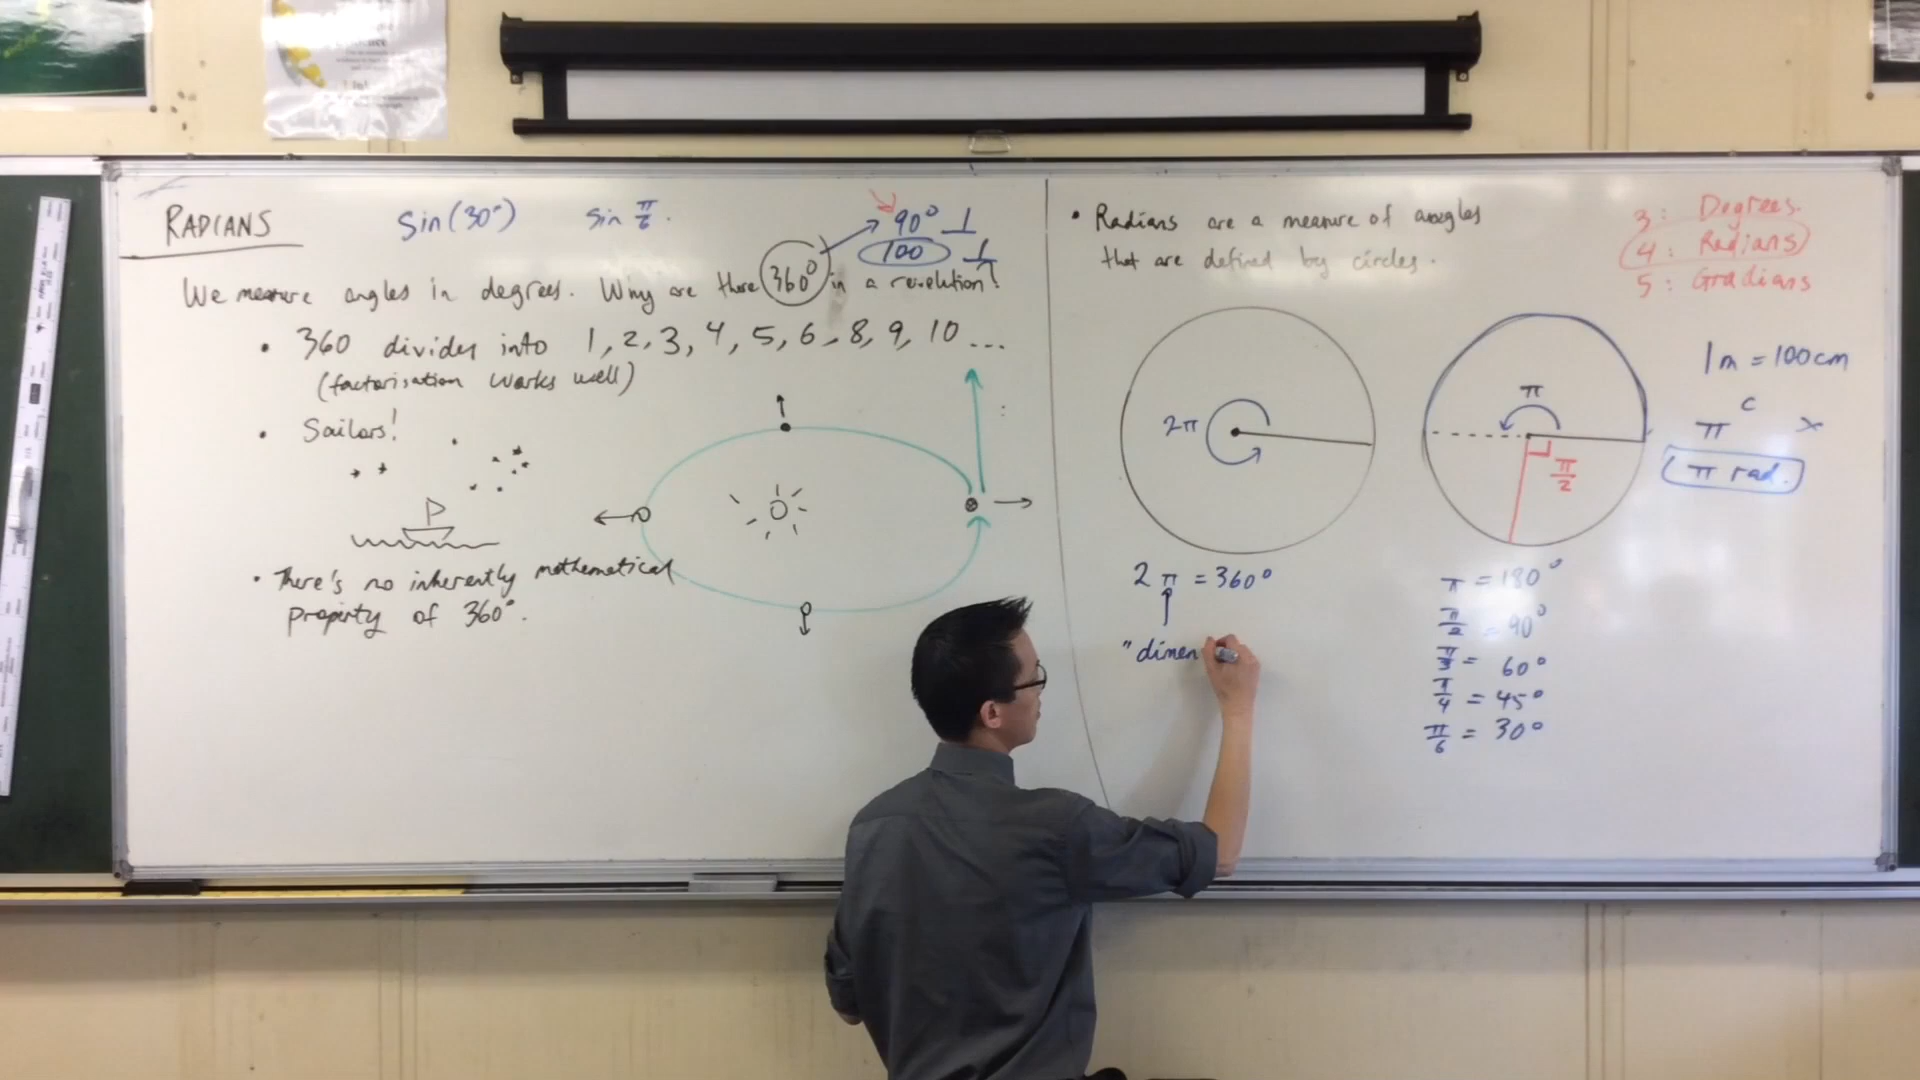 RADIANS
sin(30°)
sin π/6.
90° ⊥
100 ⊥
We measure angles in degrees. Why are there 360° in a revolution?
• 360 divides into 1, 2, 3, 4, 5, 6, 8, 9, 10 ...
(factorisation works well)
• Sailors!
• There's no inherently mathematical
property of 360°.
• Radians are a measure of angles
that are defined by circles.
3: Degrees.
4: Radians
5: Gradians
1m = 100cm
π c ×
π rad.
2π
π
π/2
2 π = 360°
"dimen
π = 180°
π/2 = 90°
π/3 = 60°
π/4 = 45°
π/6 = 30°